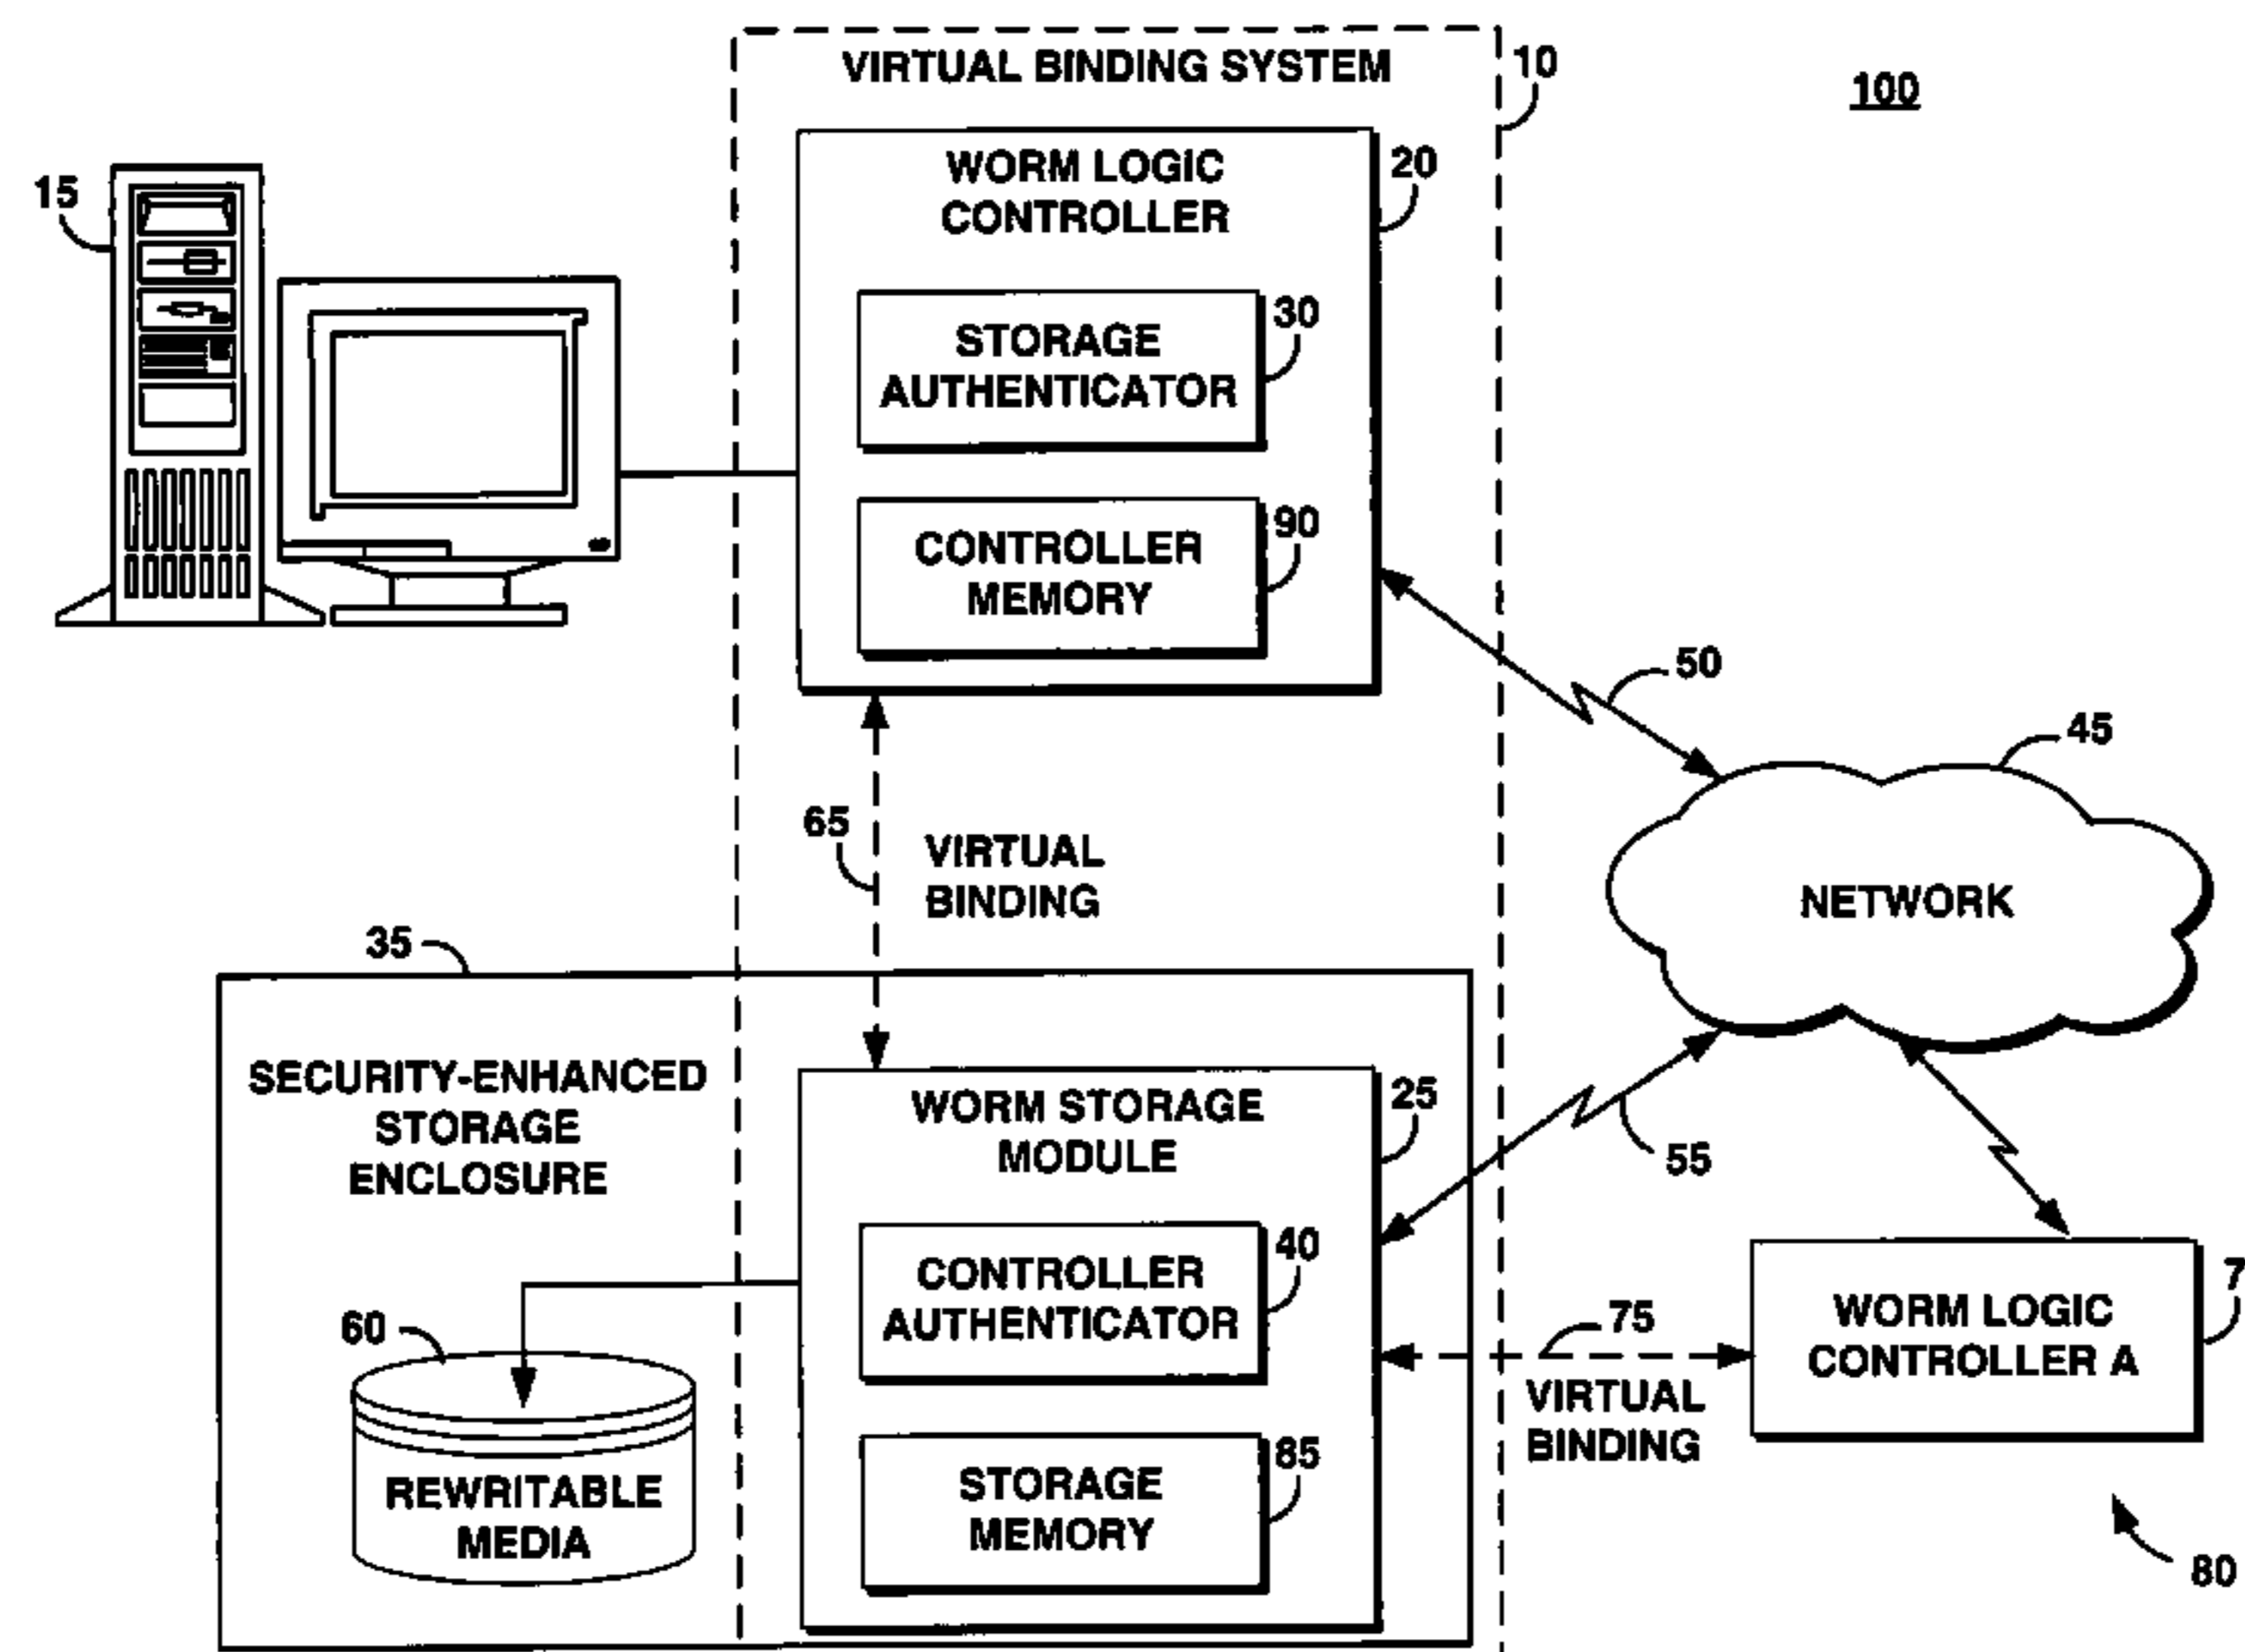 VIRTUAL BINDING SYSTEM
10
100
WORM LOGIC
CONTROLLER
20
15
STORAGE
AUTHENTICATOR
30
CONTROLLER
MEMORY
90
50
45
65
VIRTUAL
BINDING
NETWORK
35
SECURITY-ENHANCED
STORAGE
ENCLOSURE
WORM STORAGE
MODULE
25
55
CONTROLLER
AUTHENTICATOR
40
60
REWRITABLE
MEDIA
STORAGE
MEMORY
85
75
VIRTUAL
BINDING
WORM LOGIC
CONTROLLER A
7
80